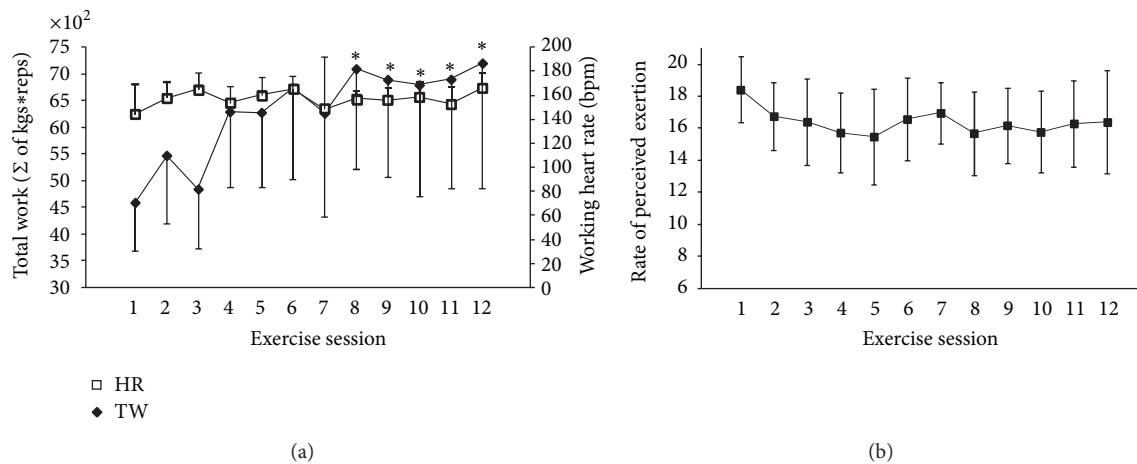 ×10²
75
70
65
60
55
50
45
40
35
30
Total work (Σ of kgs*reps)
* * * * *
200
180
160
140
120
100
80
60
40
20
0
Working heart rate (bpm)
1 2 3 4 5 6 7 8 9 10 11 12
Exercise session
HR
TW
(a)
20
18
16
14
12
10
8
6
Rate of perceived exertion
1 2 3 4 5 6 7 8 9 10 11 12
Exercise session
(b)